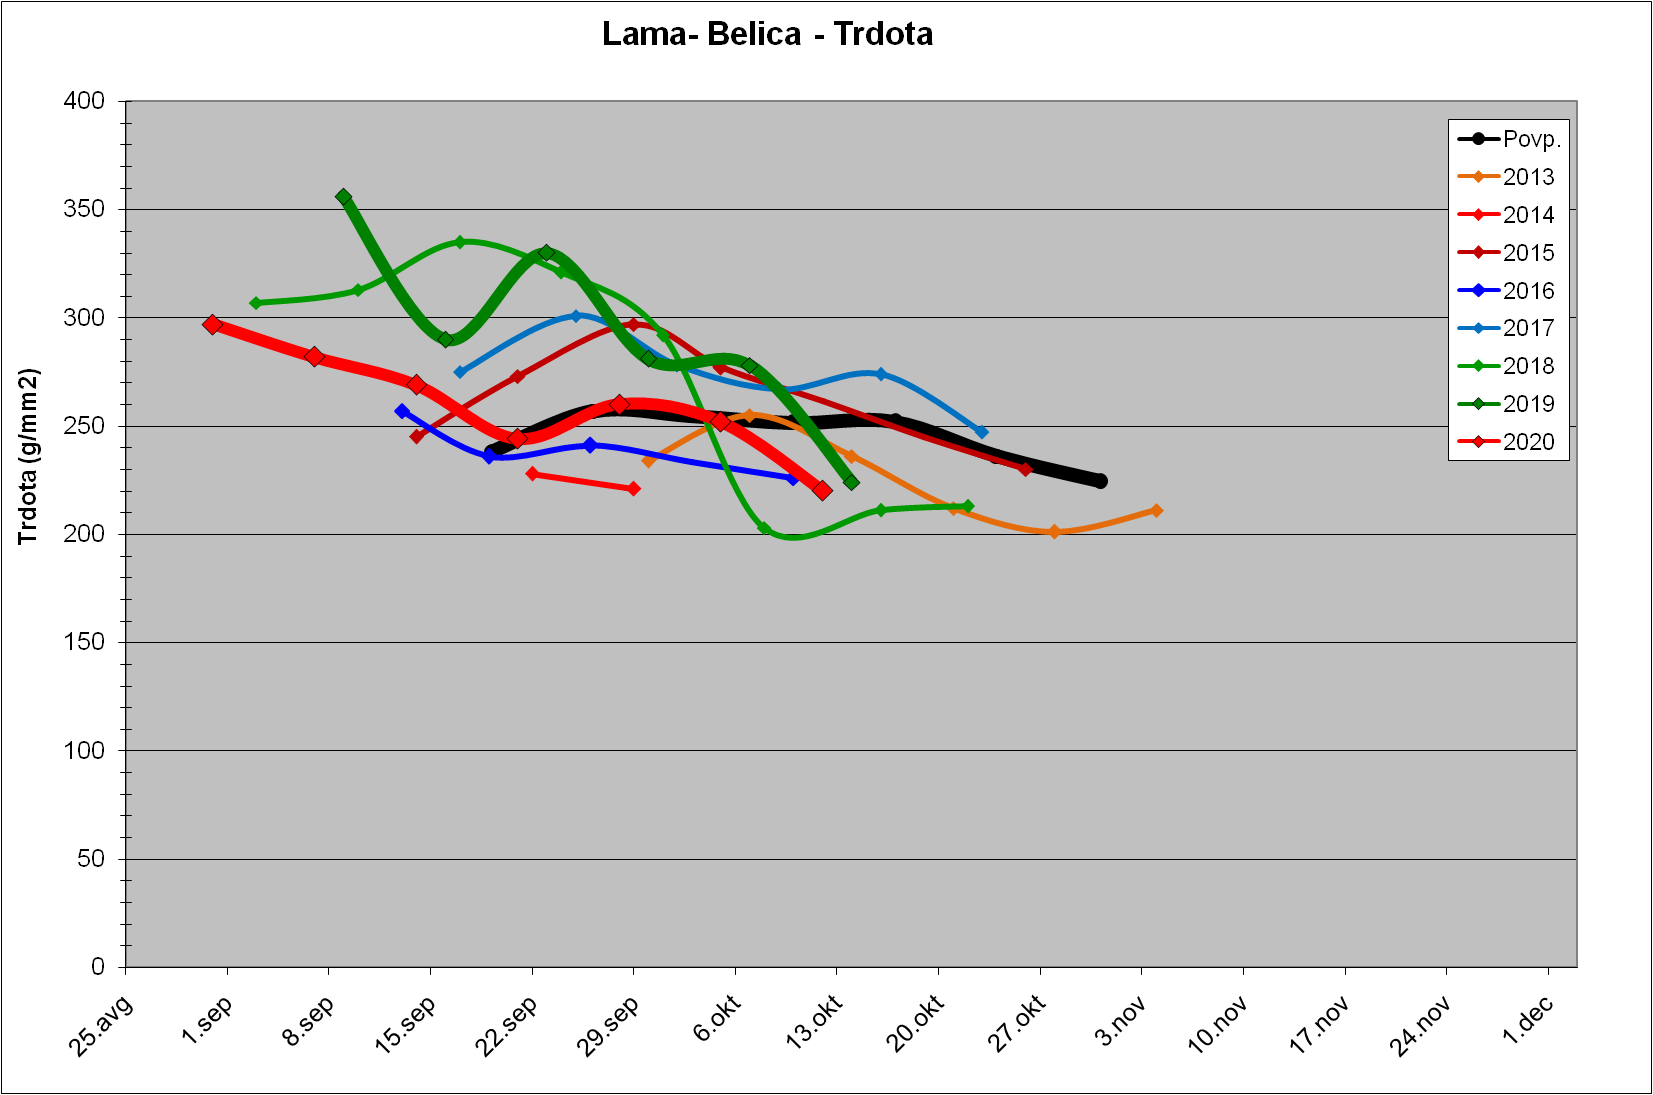 Lama- Belica - Trdota
Trdota (g/mm2)
400
350
300
250
200
150
100
50
0
25.avg
1.sep
8.sep
15.sep
22.sep
29.sep
6.okt
13.okt
20.okt
27.okt
3.nov
10.nov
17.nov
24.nov
1.dec
Povp.
2013
2014
2015
2016
2017
2018
2019
2020